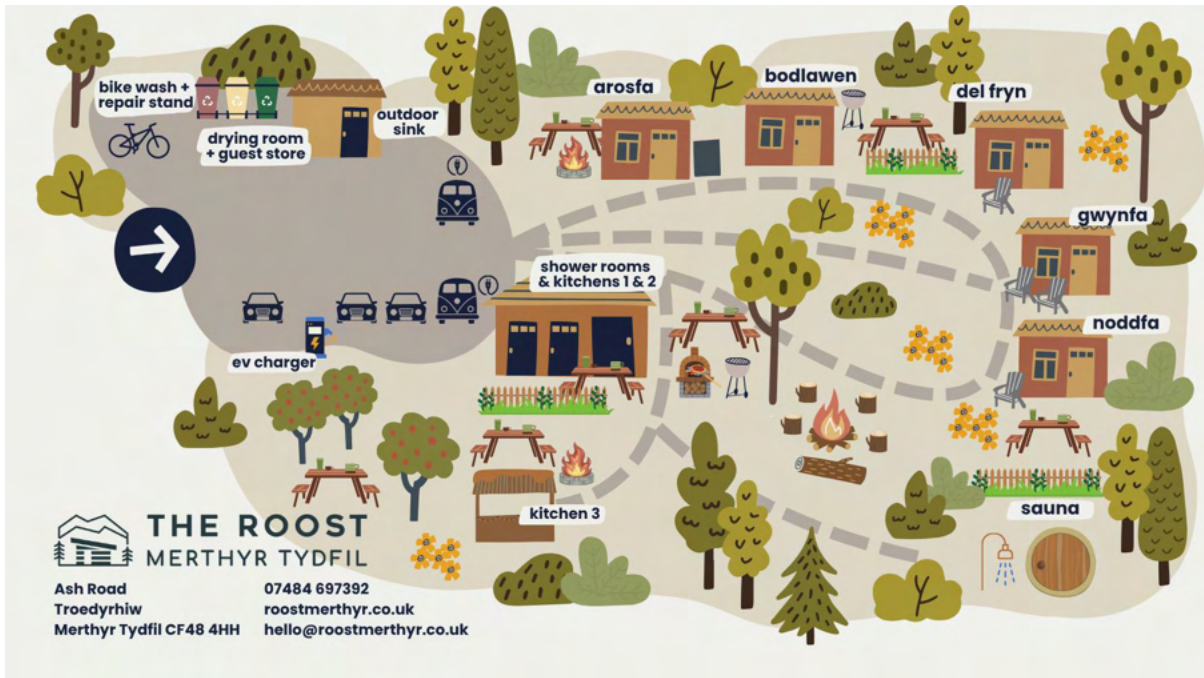 bike wash +
repair stand
drying room
+ guest store
outdoor
sink
arosfa
bodlawen
del fryn
gwynfa
noddfa
shower rooms
& kitchens 1 & 2
ev charger
kitchen 3
sauna
THE ROOST
MERTHYR TYDFIL
Ash Road
Troedyrhiw
Merthyr Tydfil CF48 4HH
07484 697392
roostmerthyr.co.uk
hello@roostmerthyr.co.uk